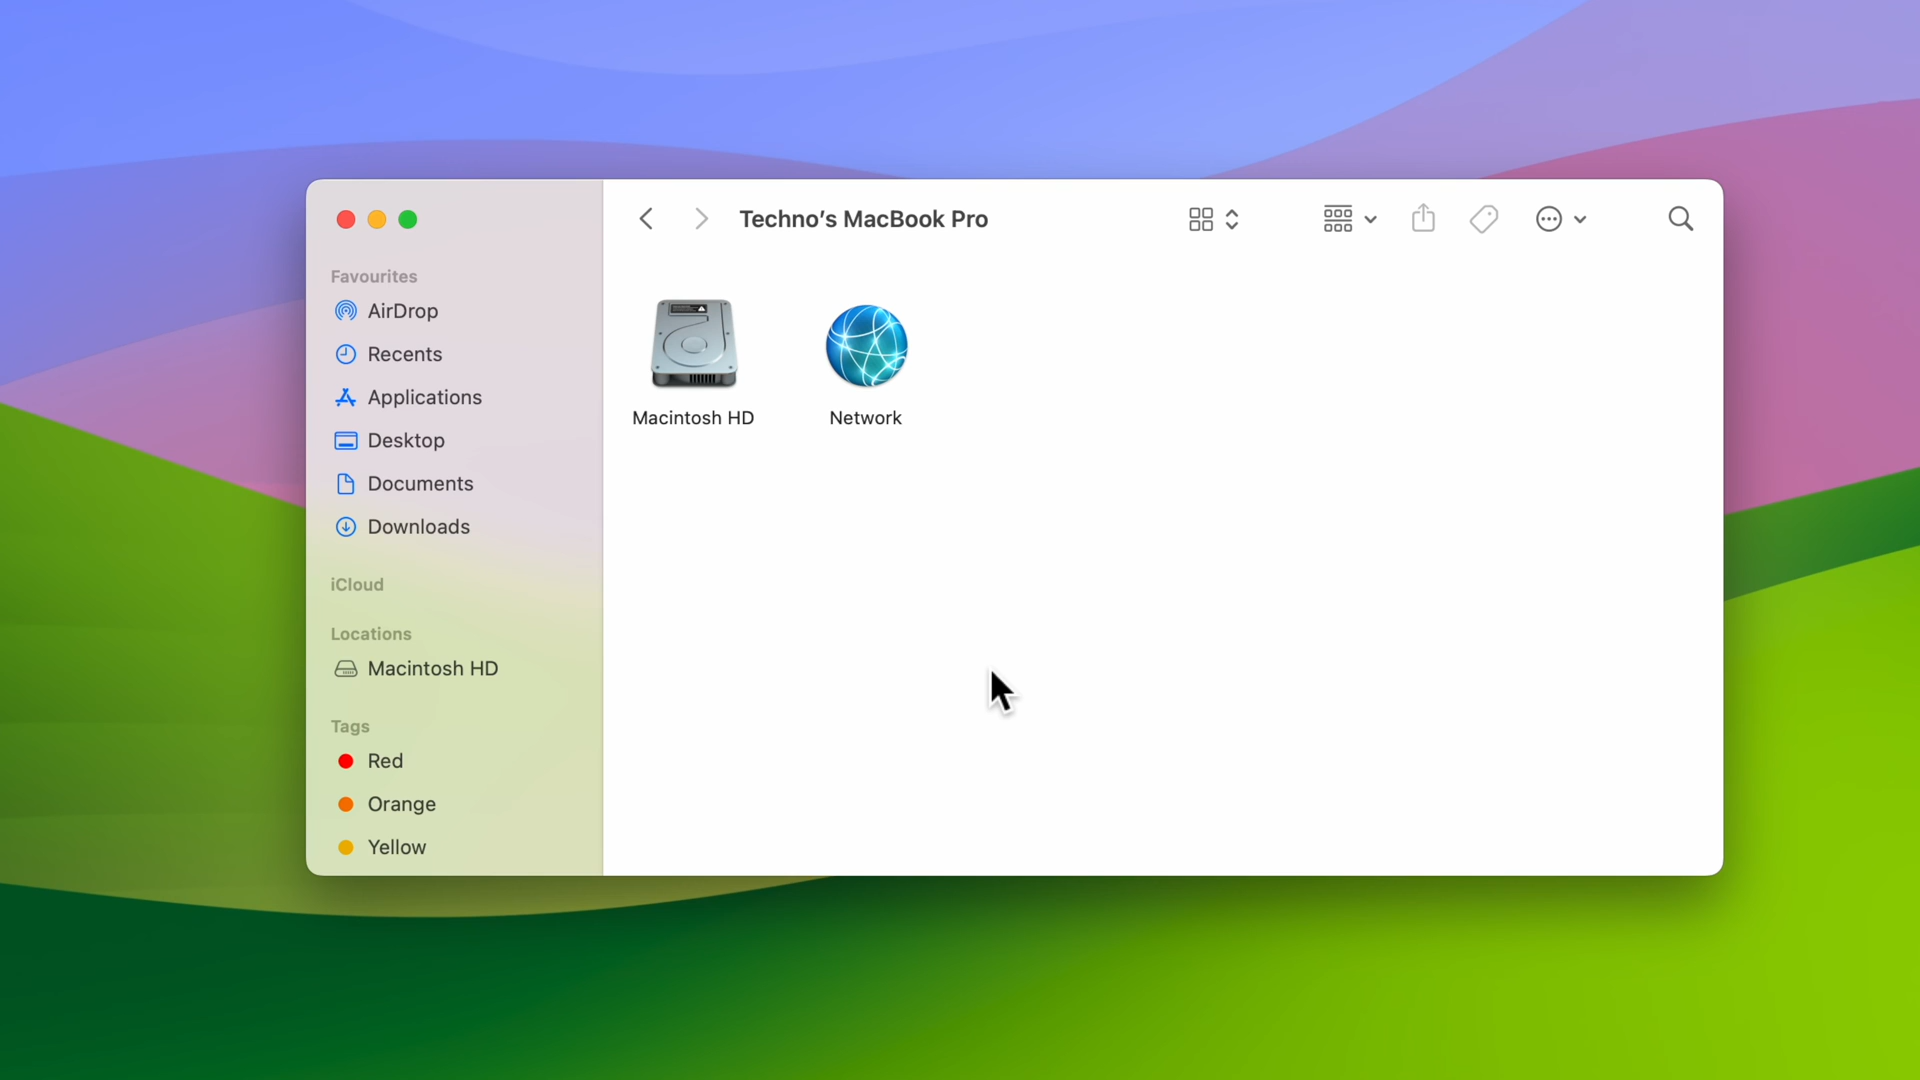 Techno’s MacBook Pro
Favourites
AirDrop
Recents
Applications
Desktop
Documents
Downloads
iCloud
Locations
Macintosh HD
Tags
Red
Orange
Yellow
Macintosh HD
Network